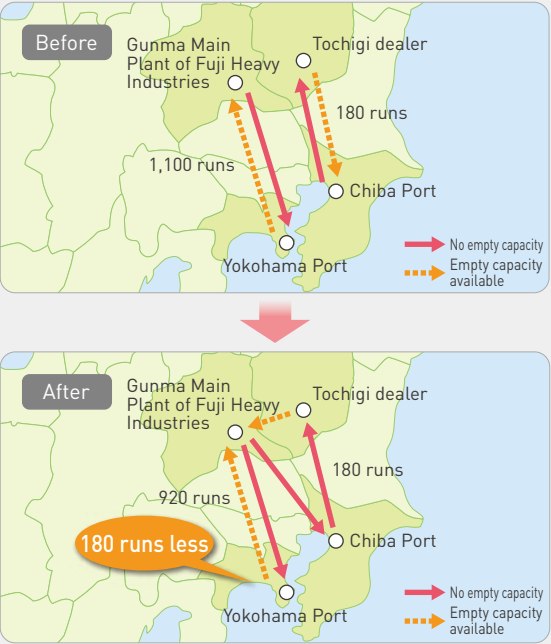 Before
Gunma Main
Plant of Fuji Heavy
Industries
Tochigi dealer
180 runs
1,100 runs
Chiba Port
Yokohama Port
No empty capacity
Empty capacity
available
After
Gunma Main
Plant of Fuji Heavy
Industries
Tochigi dealer
180 runs
920 runs
180 runs less
Chiba Port
Yokohama Port
No empty capacity
Empty capacity
available